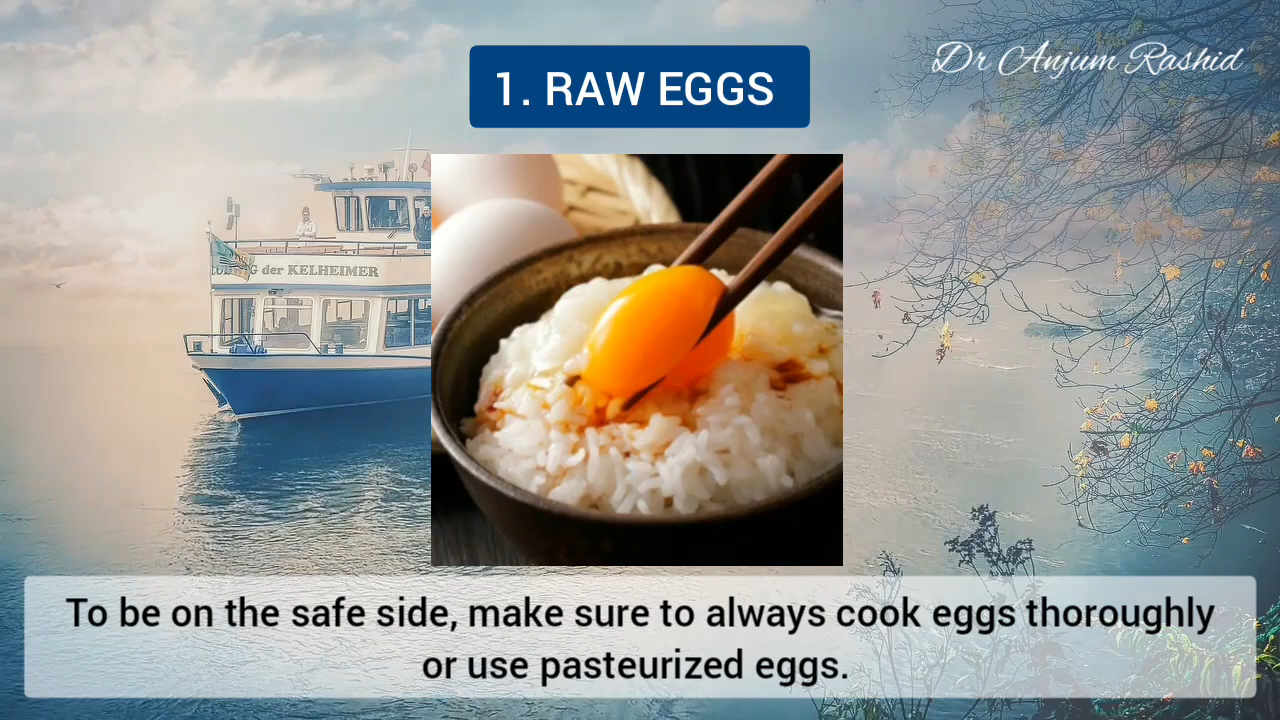 Dr Anjum Rashid
1. RAW EGGS
G der KELHEIMER
To be on the safe side, make sure to always cook eggs thoroughly
or use pasteurized eggs.